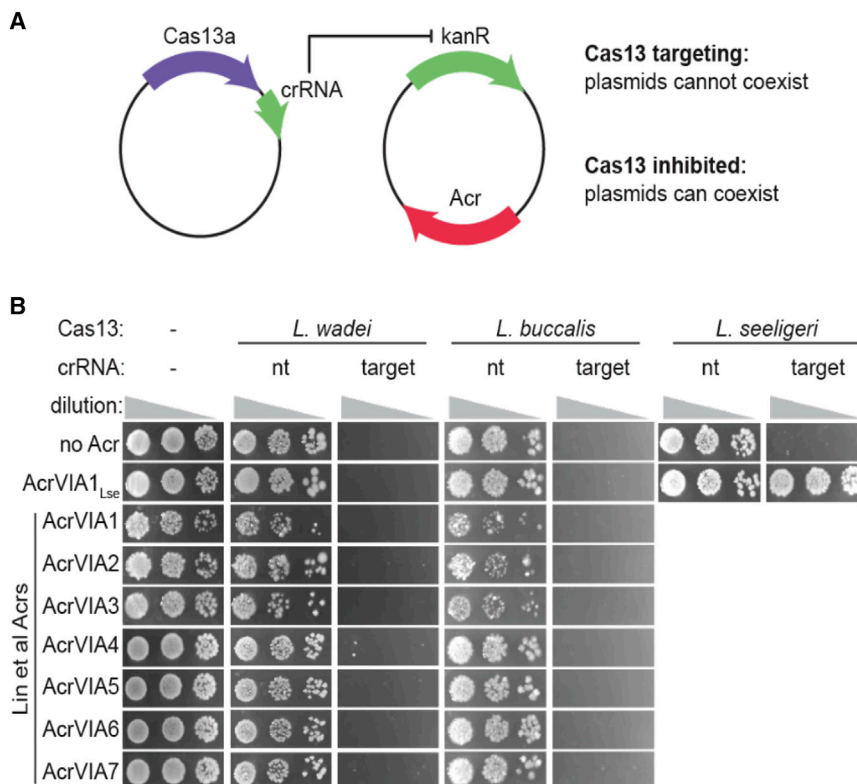 A
Cas13a
kanR
crRNA
Acr
Cas13 targeting:
plasmids cannot coexist
Cas13 inhibited:
plasmids can coexist
B
Cas13: - L. wadei L. buccalis L. seeligeri
crRNA: - nt target nt target nt target
dilution:
no Acr
AcrVIA1Lse
Lin et al Acrs
AcrVIA1
AcrVIA2
AcrVIA3
AcrVIA4
AcrVIA5
AcrVIA6
AcrVIA7